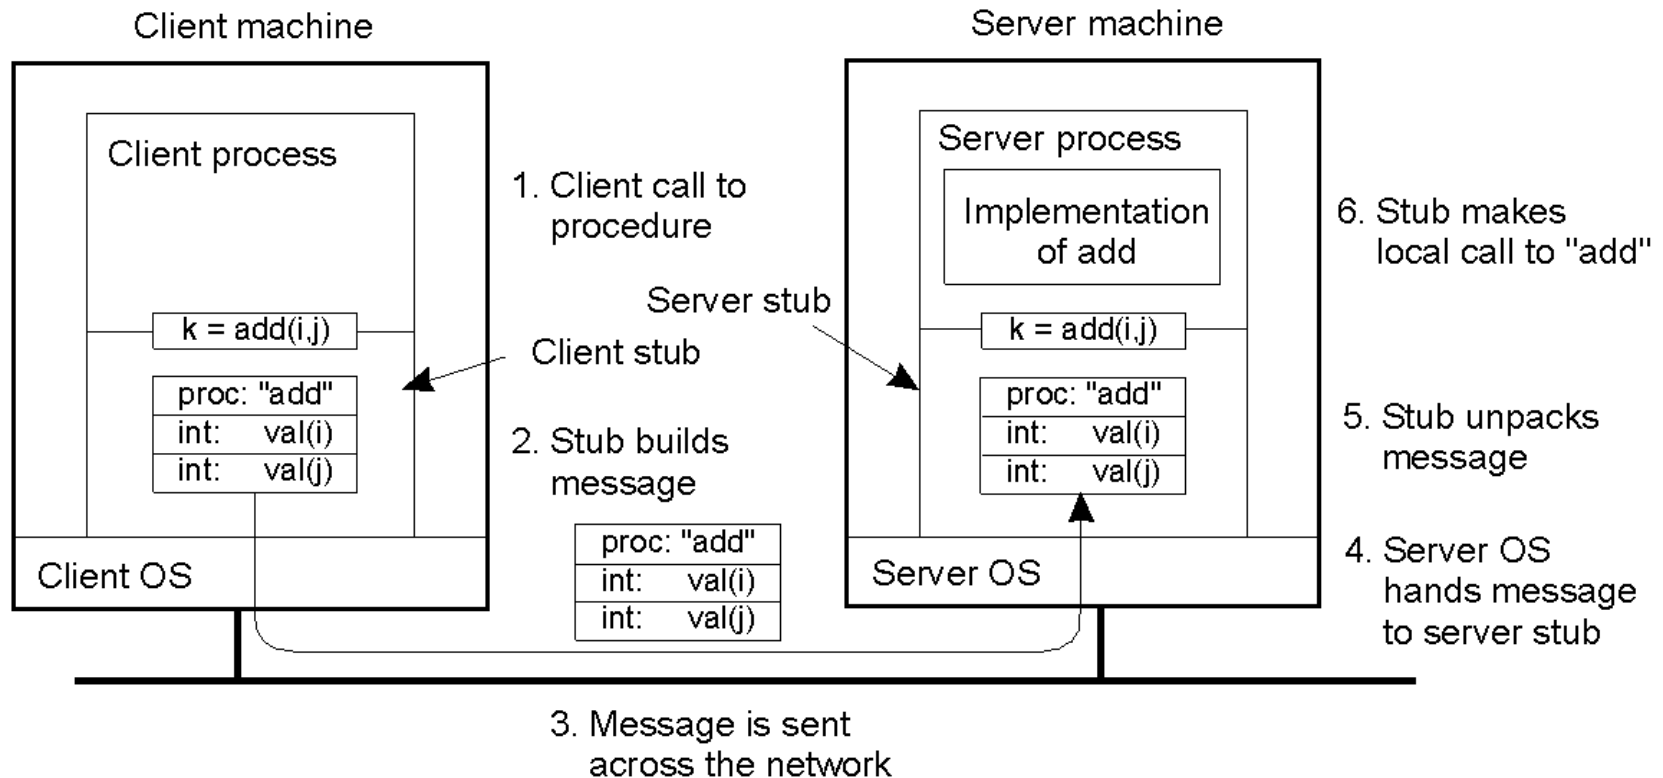 Client machine
Server machine
Client process
1. Client call to
procedure
k = add(i,j)
Client stub
proc: "add"
int: val(i)
int: val(j)
2. Stub builds
message
proc: "add"
int: val(i)
int: val(j)
Client OS
3. Message is sent
across the network
Server process
Implementation
of add
Server stub
k = add(i,j)
proc: "add"
int: val(i)
int: val(j)
Server OS
6. Stub makes
local call to "add"
5. Stub unpacks
message
4. Server OS
hands message
to server stub